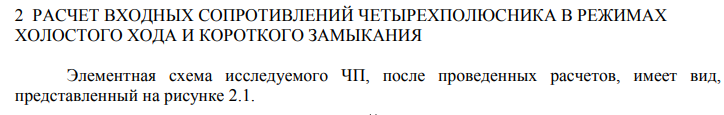 2 РАСЧЕТ ВХОДНЫХ СОПРОТИВЛЕНИЙ ЧЕТЫРЕХПОЛЮСНИКА В РЕЖИМАХ
ХОЛОСТОГО ХОДА И КОРОТКОГО ЗАМЫКАНИЯ
Элементная схема исследуемого ЧП, после проведенных расчетов, имеет вид,
представленный на рисунке 2.1.